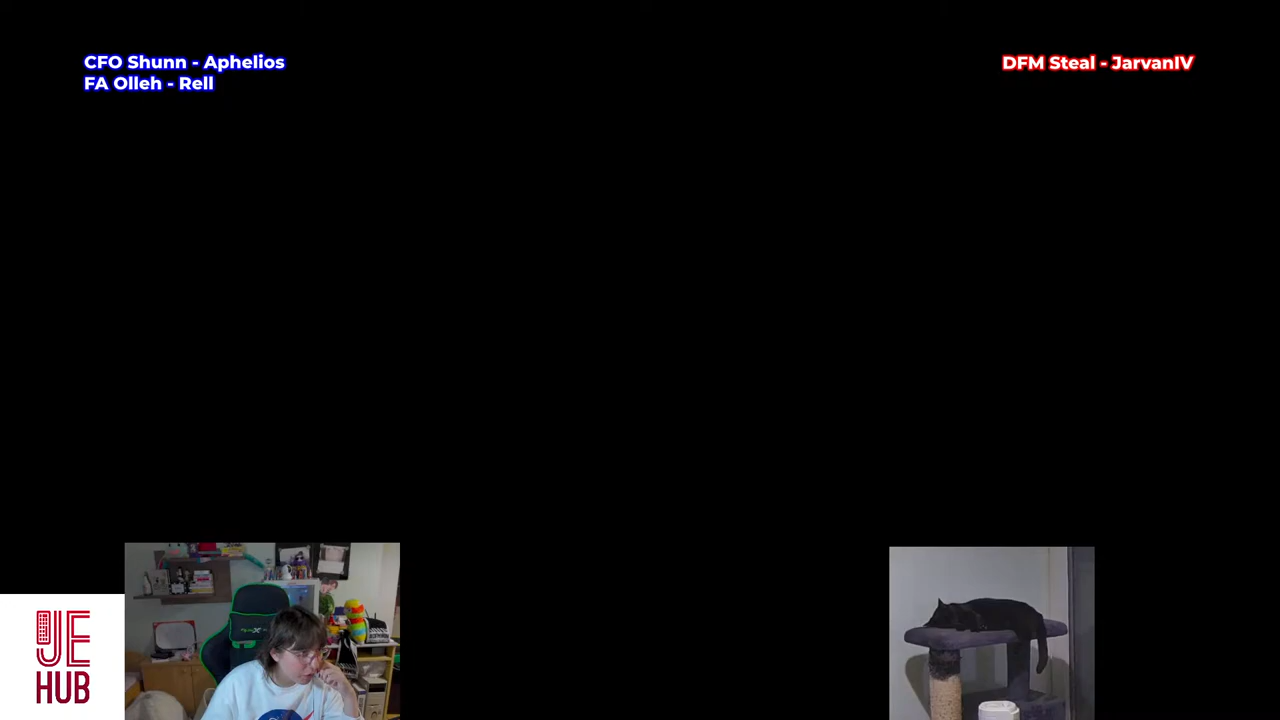 CFO Shunn - Aphelios
FA Olleh - Rell
DFM Steal - JarvanIV
JE
HUB